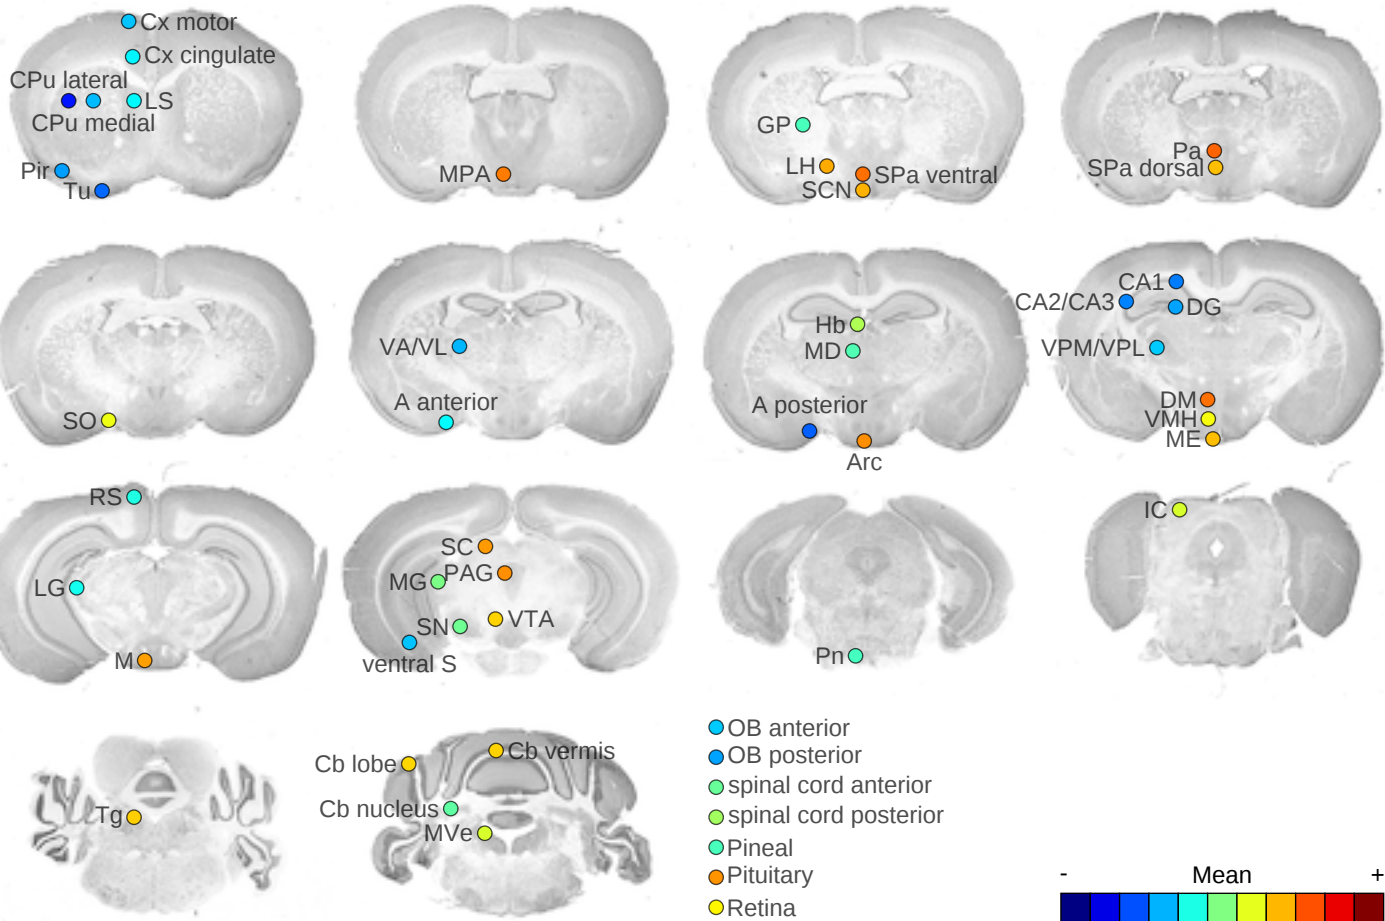 Cx motor
Cx cingulate
CPu lateral
LS
CPu medial
Pir
Tu
MPA
GP
LH
SPa ventral
SCN
Pa
SPa dorsal
SO
VA/VL
A anterior
Hb
MD
A posterior
Arc
CA1
CA2/CA3
DG
VPM/VPL
DM
VMH
ME
RS
LG
M
SC
PAG
MG
VTA
SN
ventral S
Pn
IC
Tg
Cb vermis
Cb lobe
Cb nucleus
MVe
OB anterior
OB posterior
spinal cord anterior
spinal cord posterior
Pineal
Pituitary
Retina
- Mean +